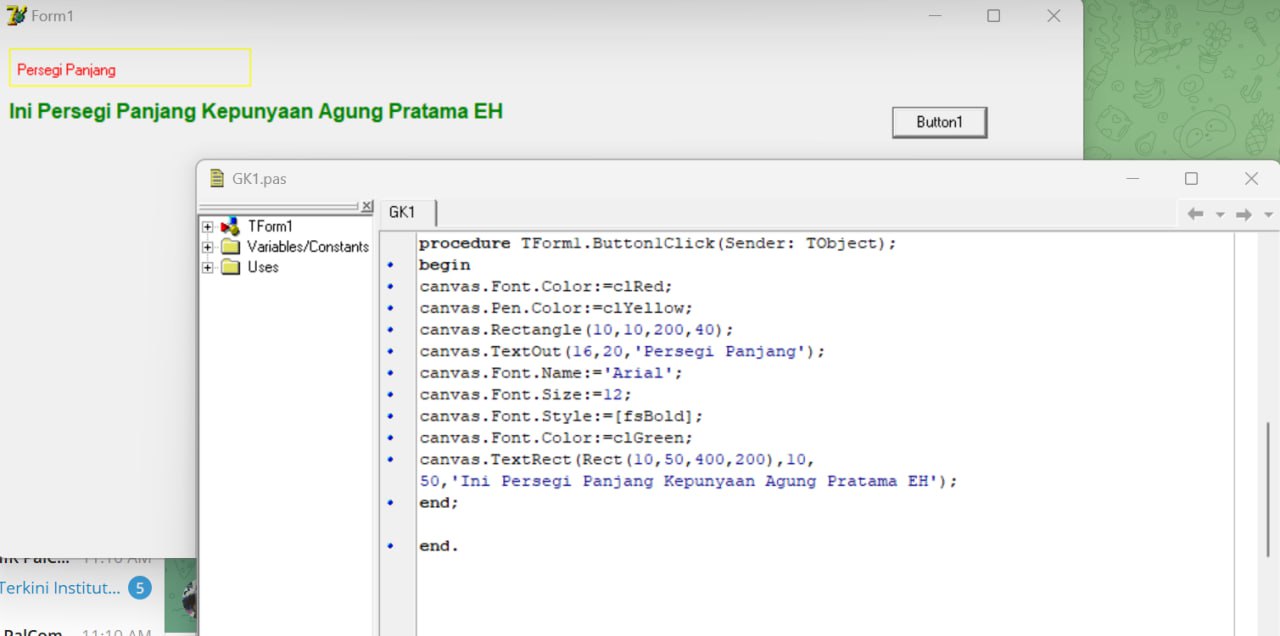 Form1
Persegi Panjang
Ini Persegi Panjang Kepunyaan Agung Pratama EH
Button1
GK1.pas
GK1
TForm1
Variables/Constants
Uses
procedure TForm1.Button1Click(Sender: TObject);
begin
canvas.Font.Color:=clRed;
canvas.Pen.Color:=clYellow;
canvas.Rectangle(10,10,200,40);
canvas.TextOut(16,20,'Persegi Panjang');
canvas.Font.Name:='Arial';
canvas.Font.Size:=12;
canvas.Font.Style:=[fsBold];
canvas.Font.Color:=clGreen;
canvas.TextRect(Rect(10,50,400,200),10,
50,'Ini Persegi Panjang Kepunyaan Agung Pratama EH');
end;
end.
11:10 AM
Terkini Institut... 5
PalCom... 11:10 AM